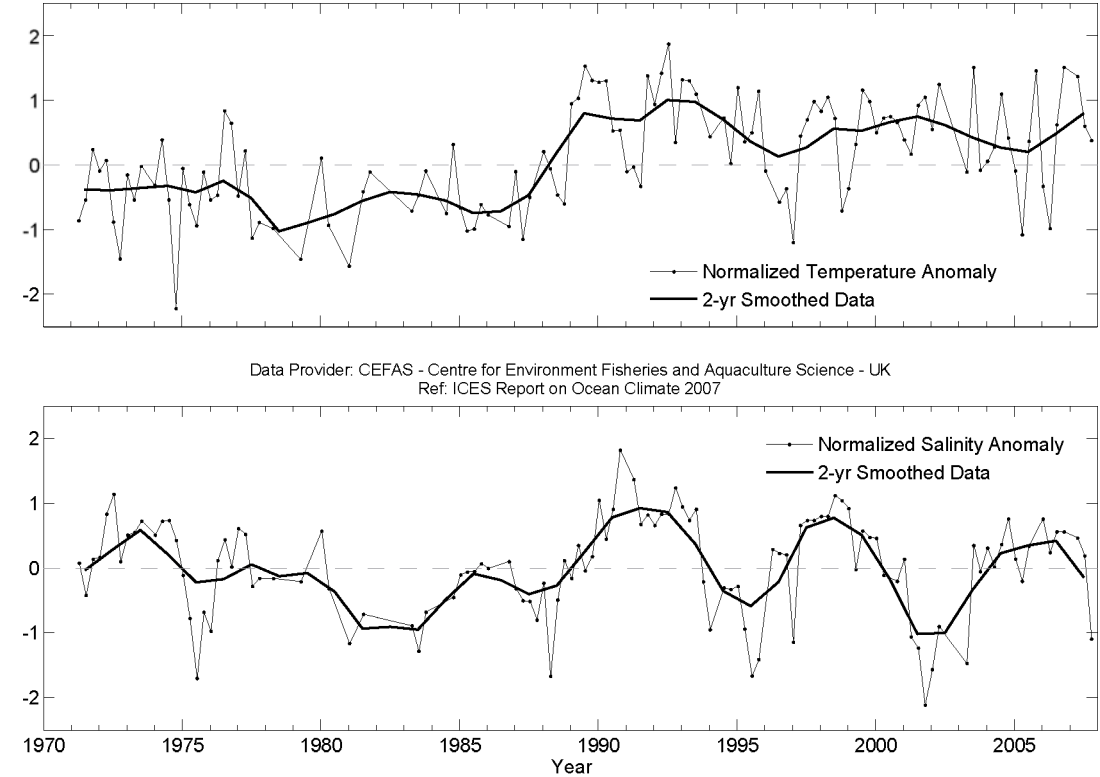 2
1
0
-1
-2
Normalized Temperature Anomaly
2-yr Smoothed Data
Data Provider: CEFAS - Centre for Environment Fisheries and Aquaculture Science - UK
Ref: ICES Report on Ocean Climate 2007
2
1
0
-1
-2
Normalized Salinity Anomaly
2-yr Smoothed Data
1970 1975 1980 1985 1990 1995 2000 2005
Year